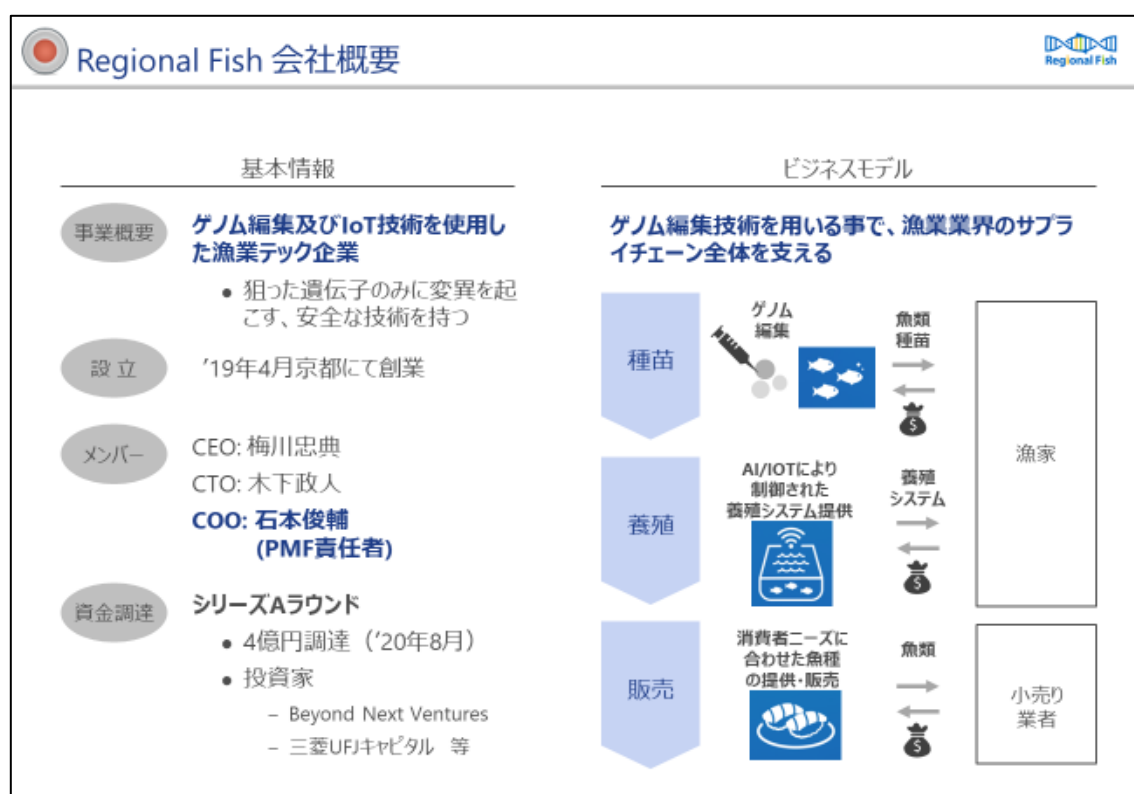 Regional Fish 会社概要
Regional Fish
基本情報
事業概要
ゲノム編集及びIoT技術を使用し
た漁業テック企業
• 狙った遺伝子のみに変異を起
こす、安全な技術を持つ
設 立
’19年4月京都にて創業
メンバー
CEO: 梅川忠典
CTO: 木下政人
COO: 石本俊輔
(PMF責任者)
資金調達
シリーズAラウンド
• 4億円調達（’20年8月）
• 投資家
– Beyond Next Ventures
– 三菱UFJキャピタル 等
ビジネスモデル
ゲノム編集技術を用いる事で、漁業業界のサプラ
イチェーン全体を支える
種苗
ゲノム
編集
魚類
種苗
$
養殖
AI/IOTにより
制御された
養殖システム提供
養殖
システム
$
漁家
販売
消費者ニーズに
合わせた魚種
の提供・販売
魚類
$
小売り
業者